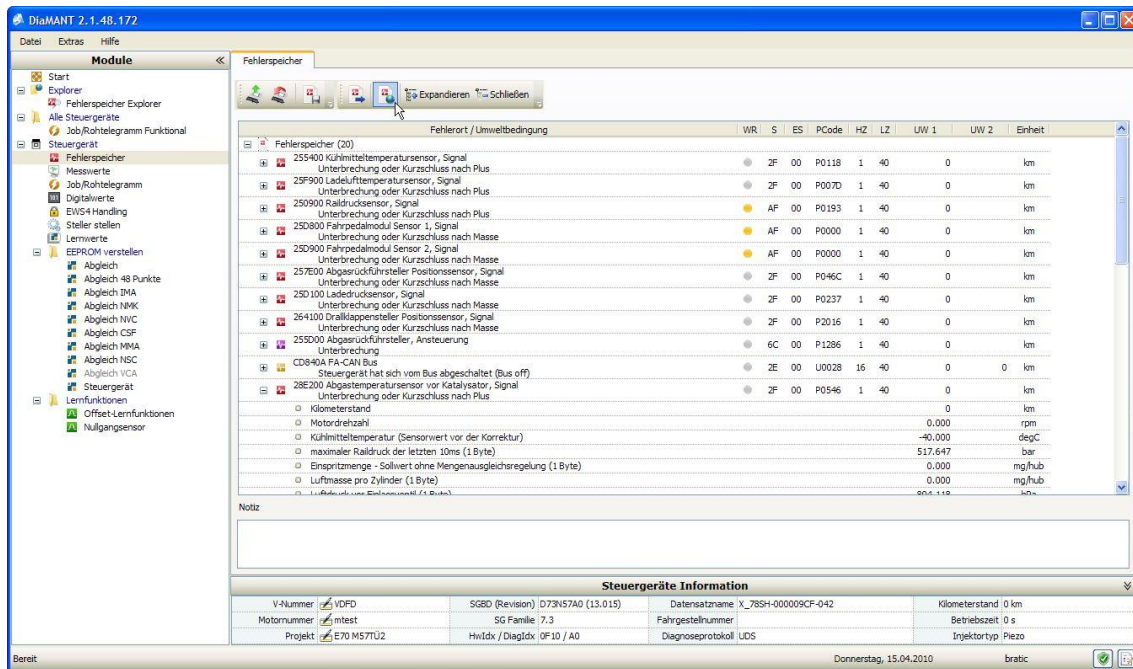 DiaMANT 2.1.48.172
Datei Extras Hilfe
Module
Start
Explorer
Fehlerspeicher Explorer
Alle Steuergeräte
Job/Rohtelegramm Funktional
Steuergerät
Fehlerspeicher
Messwerte
Job/Rohtelegramm
Digitalwerte
EWS4 Handling
Steller stellen
Lernwerte
EEPROM verstellen
Abgleich
Abgleich 48 Punkte
Abgleich IMA
Abgleich NMK
Abgleich NVC
Abgleich CSF
Abgleich MMA
Abgleich NSC
Abgleich VCA
Steuergerät
Lernfunktionen
Offset-Lernfunktionen
Nullgangsensor
Fehlerspeicher
Expandieren Schließen
Fehlerort / Umweltbedingung WR S ES PCode HZ LZ UW 1 UW 2 Einheit
Fehlerspeicher (20)
255400 Kühlmitteltemperatursensor, Signal
Unterbrechung oder Kurzschluss nach Plus 2F 00 P0118 1 40 0 km
25F900 Ladelufttemperatursensor, Signal
Unterbrechung oder Kurzschluss nach Plus 2F 00 P007D 1 40 0 km
250900 Raildrucksensor, Signal
Unterbrechung oder Kurzschluss nach Plus AF 00 P0193 1 40 0 km
25D800 Fahrpedalmodul Sensor 1, Signal
Unterbrechung oder Kurzschluss nach Masse AF 00 P0000 1 40 0 km
25D900 Fahrpedalmodul Sensor 2, Signal
Unterbrechung oder Kurzschluss nach Masse AF 00 P0000 1 40 0 km
257E00 Abgasrückführsteller Positionssensor, Signal
Unterbrechung oder Kurzschluss nach Plus 2F 00 P046C 1 40 0 km
25D100 Ladedrucksensor, Signal
Unterbrechung oder Kurzschluss nach Masse 2F 00 P0237 1 40 0 km
264100 Drallklappensteller Positionssensor, Signal
Unterbrechung oder Kurzschluss nach Masse 2F 00 P2016 1 40 0 km
255D00 Abgasrückführsteller, Ansteuerung
Unterbrechung 6C 00 P1286 1 40 0 km
CD840A FA-CAN Bus
Steuergerät hat sich vom Bus abgeschaltet (Bus off) 2E 00 U0028 16 40 0 0 km
28E200 Abgastemperatursensor vor Katalysator, Signal
Unterbrechung oder Kurzschluss nach Plus 2F 00 P0546 1 40 0 km
Kilometerstand 0 km
Motordrehzahl 0.000 rpm
Kühlmitteltemperatur (Sensorwert vor der Korrektur) -40.000 degC
maximaler Raildruck der letzten 10ms (1 Byte) 517.647 bar
Einspritzmenge - Sollwert ohne Mengenausgleichsregelung (1 Byte) 0.000 mg/hub
Luftmasse pro Zylinder (1 Byte) 0.000 mg/hub
Luftdruck vor Einlassventil (1 Byte) 894.118 hPa
Notiz
Steuergeräte Information
V-Nummer VDFD SGBD (Revision) D73N57A0 (13.015) Datensatzname X_78SH-000009CF-042 Kilometerstand 0 km
Motornummer mtest SG Familie 7.3 Fahrgestellnummer Betriebszeit 0 s
Projekt E70 M57TÜ2 HwIdx / DiagIdx 0F10 / A0 Diagnoseprotokoll UDS Injektortyp Piezo
Bereit Donnerstag, 15.04.2010 bratic